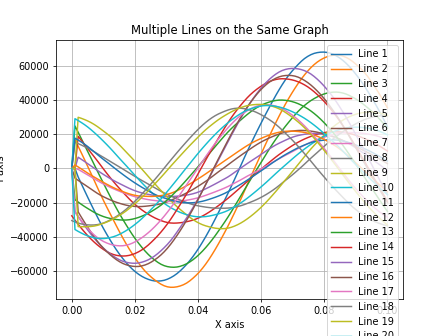 Multiple Lines on the Same Graph
60000
40000
20000
0
−20000
−40000
−60000
0.00
0.02
0.04
0.06
X axis
Line 1
Line 2
Line 3
Line 4
Line 5
Line 6
Line 7
Line 8
Line 9
Line 10
Line 11
Line 12
Line 13
Line 14
Line 15
Line 16
Line 17
Line 18
Line 19
Line 20